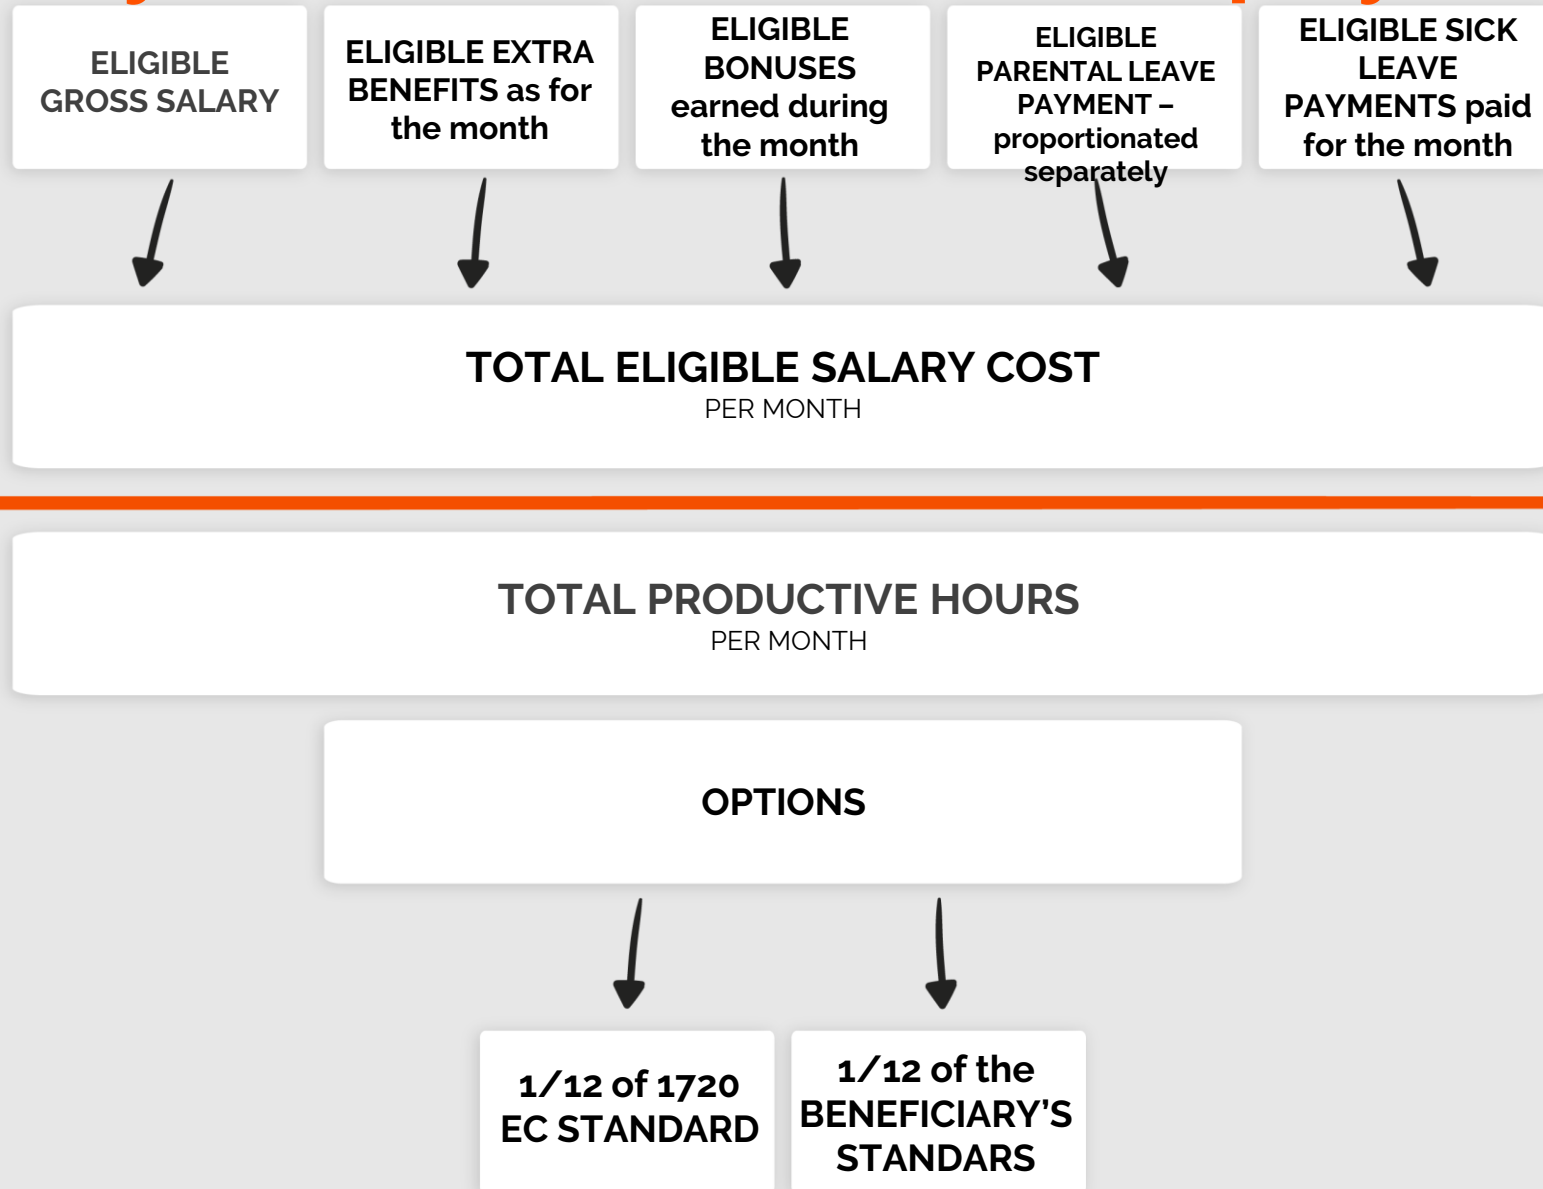 ELIGIBLE
GROSS SALARY
ELIGIBLE EXTRA
BENEFITS as for
the month
ELIGIBLE
BONUSES
earned during
the month
ELIGIBLE
PARENTAL LEAVE
PAYMENT –
proportionated
separately
ELIGIBLE SICK
LEAVE
PAYMENTS paid
for the month
TOTAL ELIGIBLE SALARY COST
PER MONTH
TOTAL PRODUCTIVE HOURS
PER MONTH
OPTIONS
1/12 of 1720
EC STANDARD
1/12 of the
BENEFICIARY’S
STANDARS